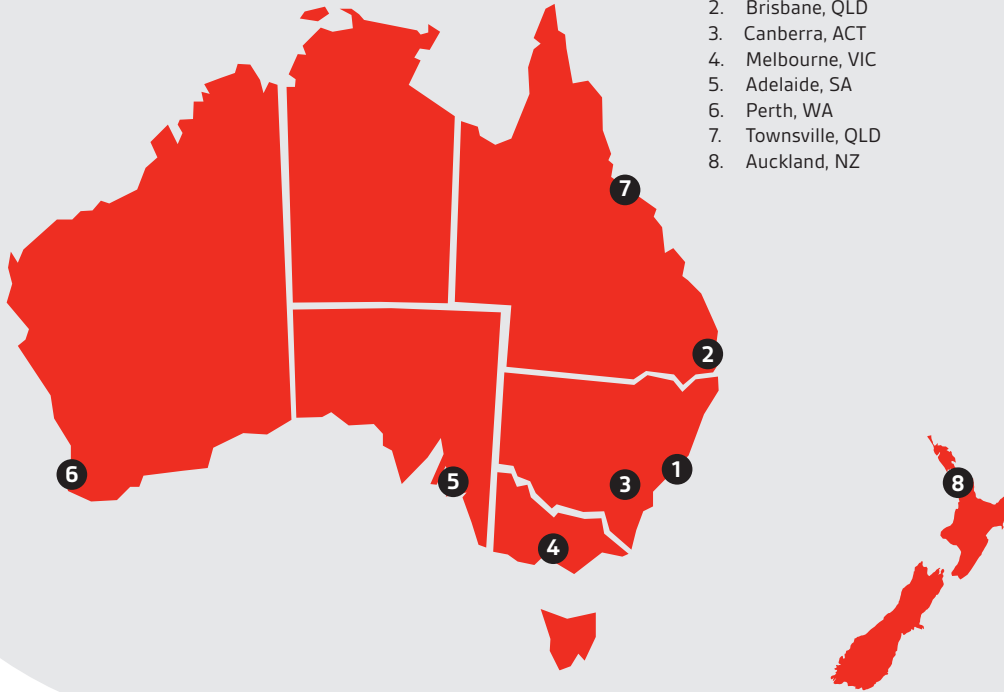 2. Brisbane, QLD
3. Canberra, ACT
4. Melbourne, VIC
5. Adelaide, SA
6. Perth, WA
7. Townsville, QLD
8. Auckland, NZ
7
2
6
5
3
1
8
4